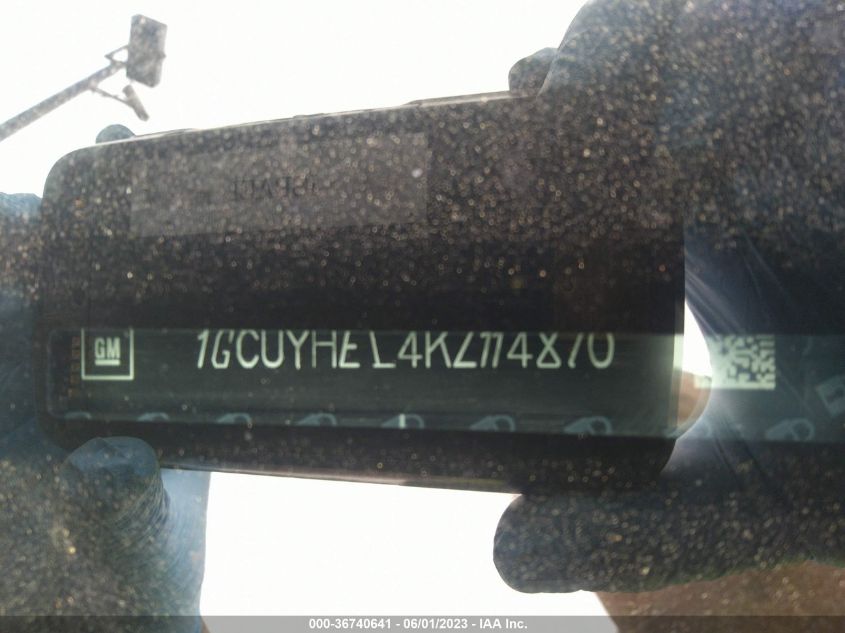 GM 1GCUYHEL4KZ114870
000-36740641 - 06/01/2023 - IAA Inc.